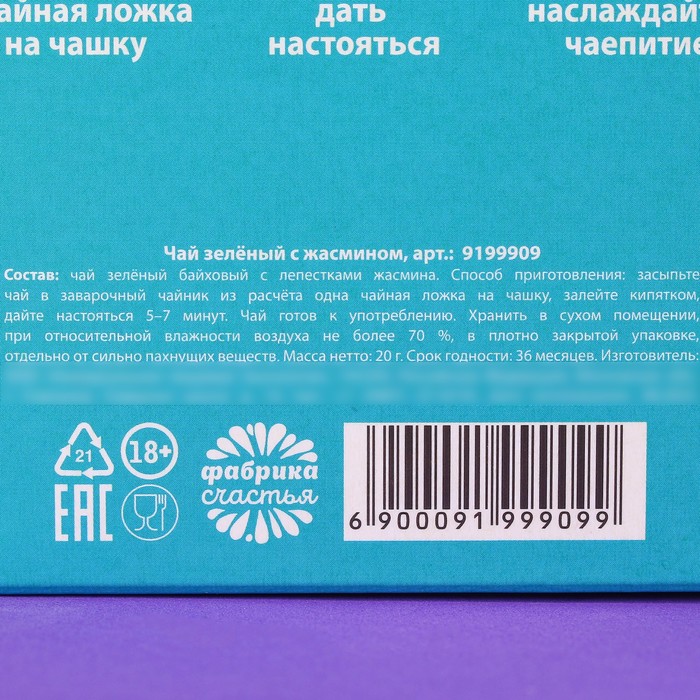 айная ложка
на чашку
дать
настояться
наслаждай
чаепитие
Чай зелёный с жасмином, арт.: 9199909
Состав: чай зелёный байховый с лепестками жасмина. Способ приготовления: засыпьте
чай в заварочный чайник из расчёта одна чайная ложка на чашку, залейте кипятком,
дайте настояться 5–7 минут. Чай готов к употреблению. Хранить в сухом помещении,
при относительной влажности воздуха не более 70 %, в плотно закрытой упаковке,
отдельно от сильно пахнущих веществ. Масса нетто: 20 г. Срок годности: 36 месяцев. Изготовитель:
21
18+
EAC
фабрика
счастья
6 900091 999099